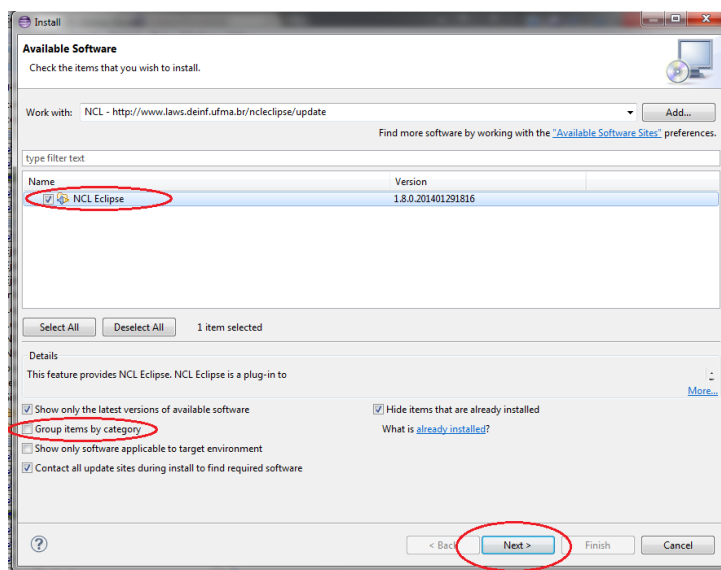 Install
Available Software
Check the items that you wish to install.
Work with: NCL - http://www.laws.deinf.ufma.br/ncleclipse/update Add...
Find more software by working with the "Available Software Sites" preferences.
type filter text
Name Version
NCL Eclipse 1.8.0.201401291816
Select All Deselect All 1 item selected
Details
This feature provides NCL Eclipse. NCL Eclipse is a plug-in to
More...
Show only the latest versions of available software Hide items that are already installed
Group items by category What is already installed?
Show only software applicable to target environment
Contact all update sites during install to find required software
? < Back Next > Finish Cancel